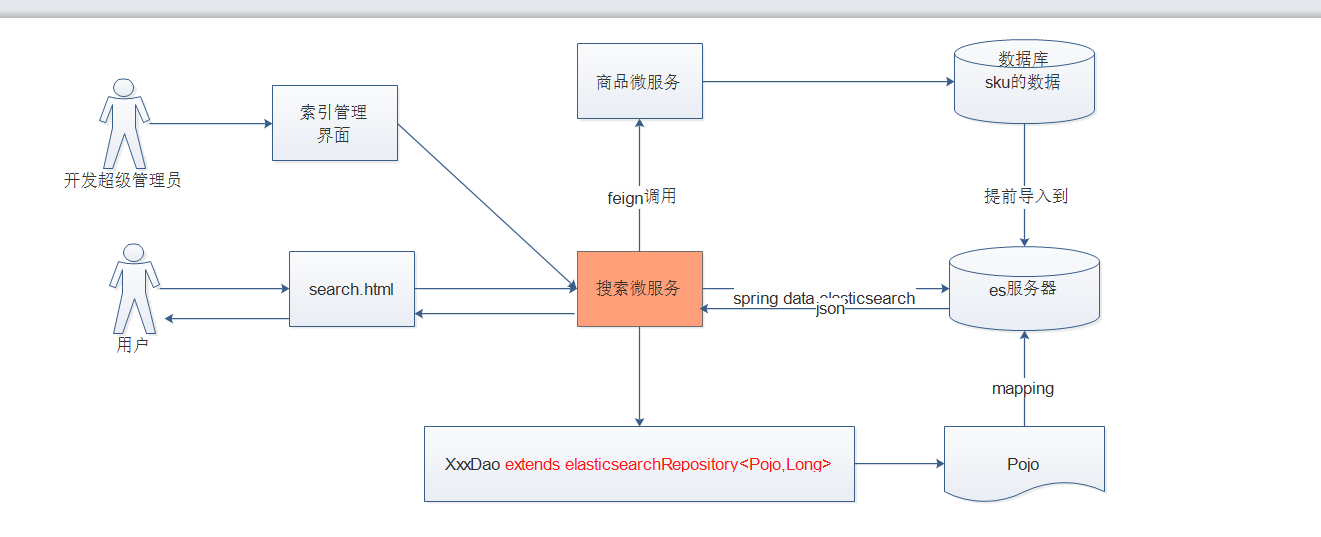 商品微服务
数据库
sku的数据
索引管理
界面
开发超级管理员
feign调用
提前导入到
search.html
搜索微服务
spring data elasticsearch
json
es服务器
用户
mapping
XxxDao extends elasticsearchRepository<Pojo,Long>
Pojo